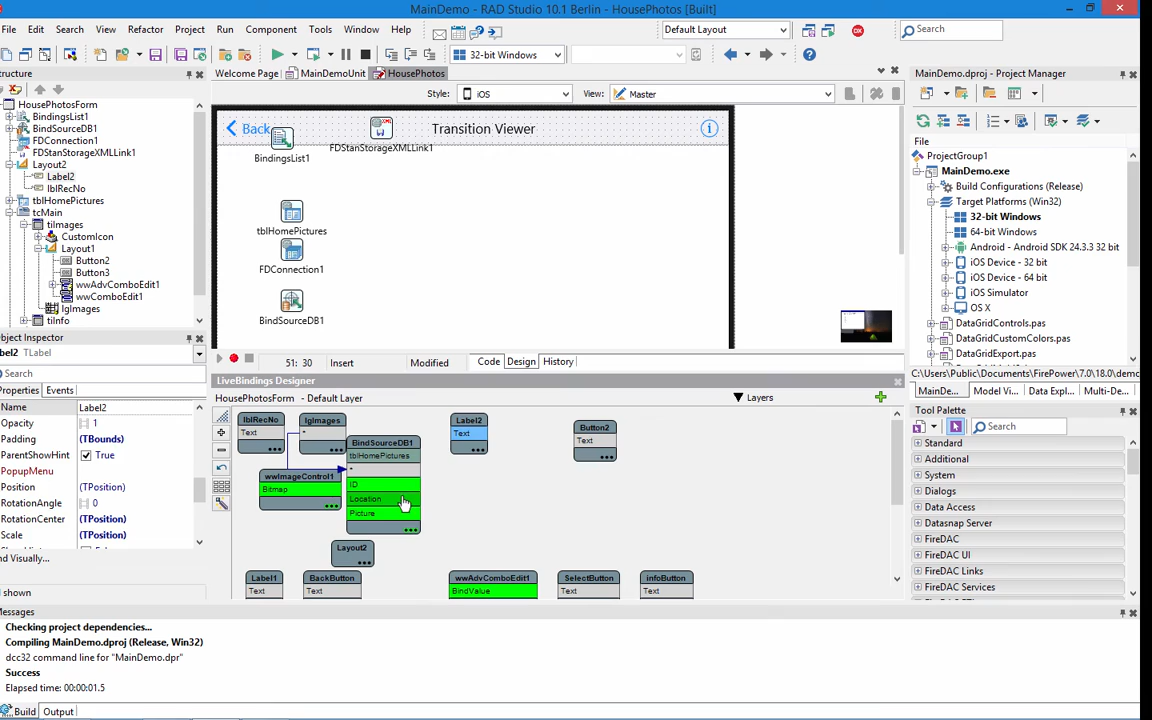 MainDemo - RAD Studio 10.1 Berlin - HousePhotos [Built]
File Edit Search View Refactor Project Run Component Tools Window Help
Default Layout
Search
32-bit Windows
Structure
Welcome Page MainDemoUnit HousePhotos
MainDemo.dproj - Project Manager
Style: iOS View: Master
HousePhotosForm
BindingsList1
BindSourceDB1
FDConnection1
FDStanStorageXMLLink1
Layout2
Label2
lblRecNo
tblHomePictures
tcMain
tiImages
CustomIcon
Layout1
Button2
Button3
wwAdvComboEdit1
wwComboEdit1
lgImages
tiInfo
Back
Transition Viewer
BindingsList1
FDStanStorageXMLLink1
tblHomePictures
FDConnection1
BindSourceDB1
51: 30 Insert Modified Code Design History
File
ProjectGroup1
MainDemo.exe
Build Configurations (Release)
Target Platforms (Win32)
32-bit Windows
64-bit Windows
Android - Android SDK 24.3.3 32 bit
iOS Device - 32 bit
iOS Device - 64 bit
iOS Simulator
OS X
DataGridControls.pas
DataGridCustomColors.pas
DataGridExport.pas
C:\Users\Public\Documents\FirePower\7.0\18.0\demo
MainDe... Model Vi... Data Expl... Multi-De...
Object Inspector
Label2 TLabel
Search
Properties Events
Name Label2
Opacity 1
Padding (TBounds)
ParentShowHint True
PopupMenu
Position (TPosition)
RotationAngle 0
RotationCenter (TPosition)
Scale (TPosition)
Bind Visually...
All shown
LiveBindings Designer
HousePhotosForm - Default Layer
Layers
lblRecNo
Text
lgImages
*
BindSourceDB1
tblHomePictures
*
ID
Location
Picture
wwImageControl1
Bitmap
Label2
Text
Button2
Text
Layout2
Label1
Text
BackButton
Text
wwAdvComboEdit1
BindValue
SelectButton
Text
infoButton
Text
Tool Palette
Search
Standard
Additional
System
Dialogs
Data Access
Datasnap Server
FireDAC
FireDAC UI
FireDAC Links
FireDAC Services
Messages
Checking project dependencies...
Compiling MainDemo.dproj (Release, Win32)
dcc32 command line for "MainDemo.dpr"
Success
Elapsed time: 00:00:01.5
Build Output